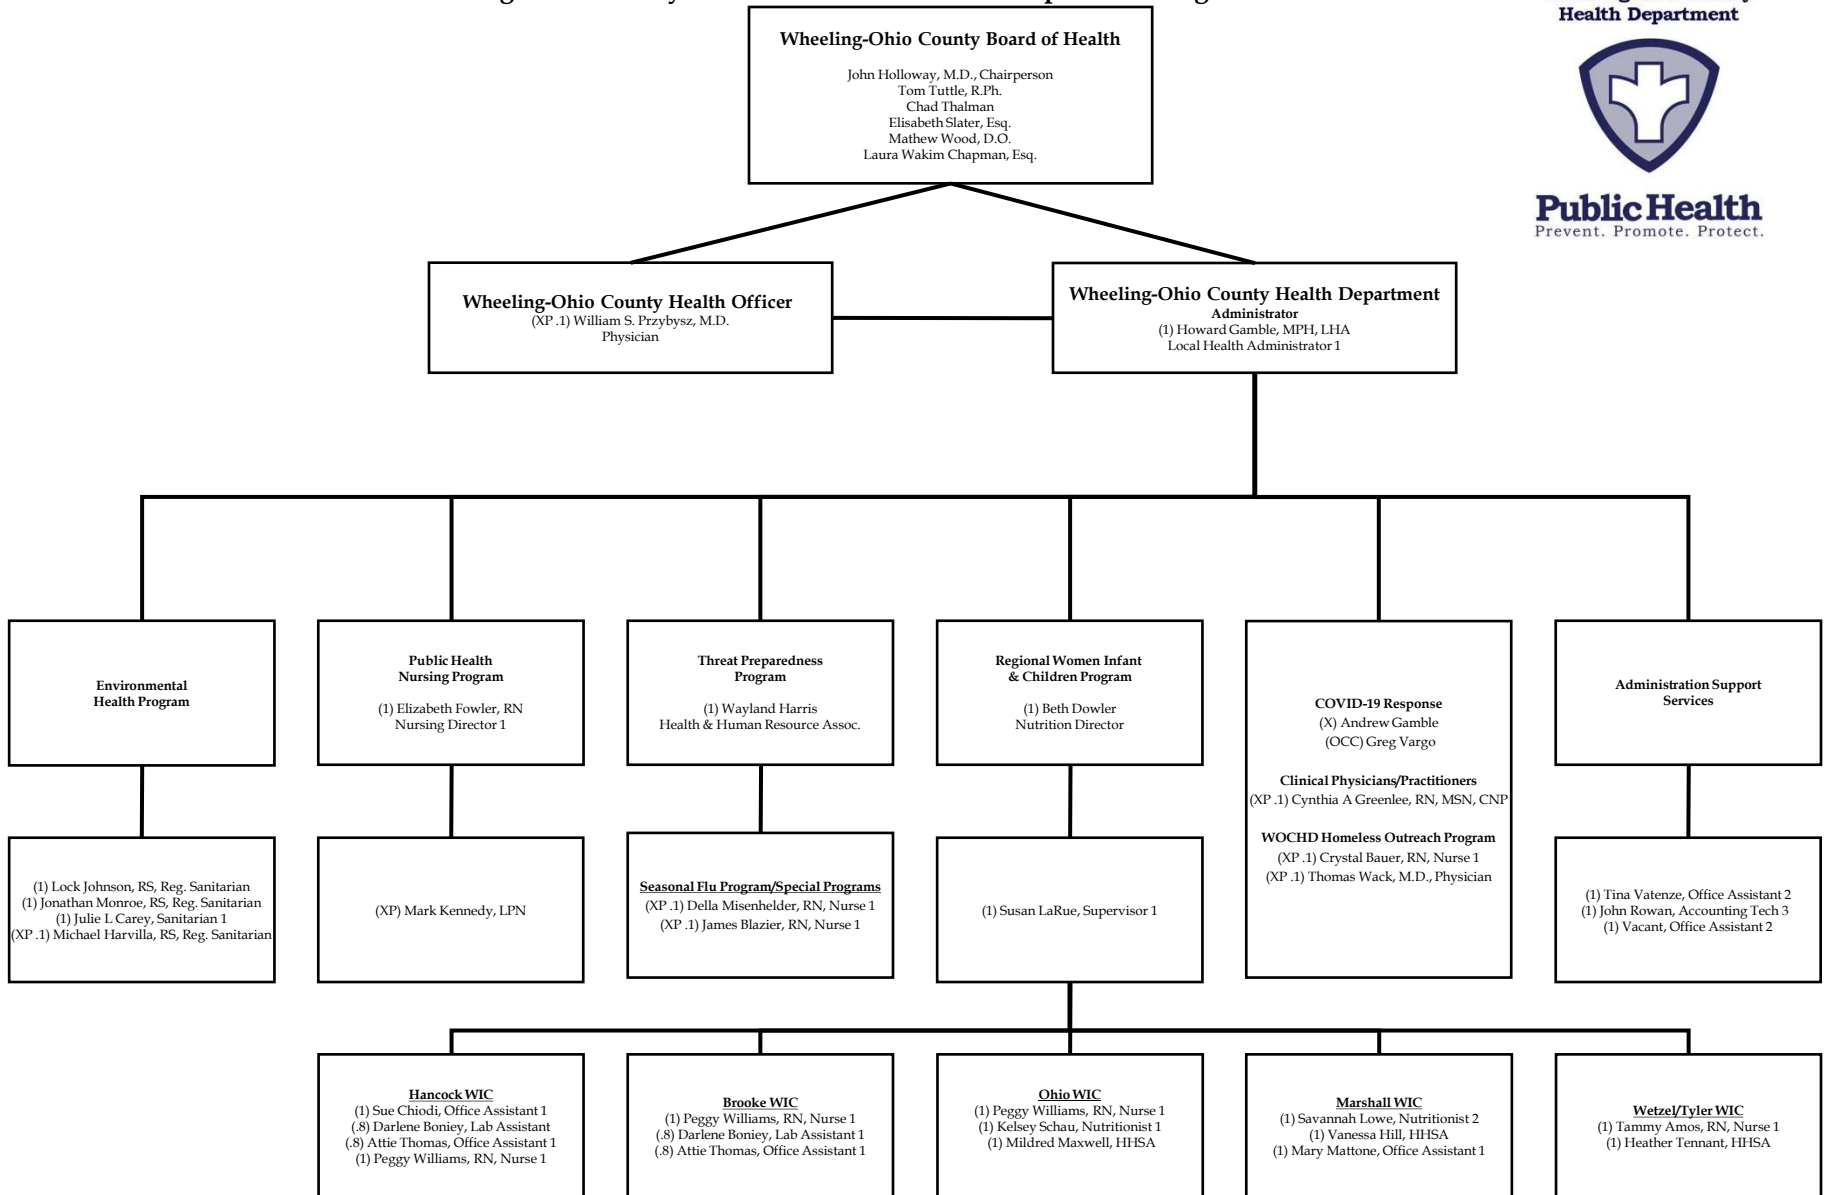 Wheeling-Ohio County Board of Health
John Holloway, M.D., Chairperson
Tom Tuttle, R.Ph.
Chad Thalman
Elisabeth Slater, Esq.
Mathew Wood, D.O.
Laura Wakim Chapman, Esq.
Health Department
Public Health
Prevent. Promote. Protect.
Wheeling-Ohio County Health Officer
(XP .1) William S. Przybysz, M.D.
Physician
Wheeling-Ohio County Health Department
Administrator
(1) Howard Gamble, MPH, LHA
Local Health Administrator 1
Environmental
Health Program
Public Health
Nursing Program
(1) Elizabeth Fowler, RN
Nursing Director 1
Threat Preparedness
Program
(1) Wayland Harris
Health & Human Resource Assoc.
Regional Women Infant
& Children Program
(1) Beth Dowler
Nutrition Director
COVID-19 Response
(X) Andrew Gamble
(OCC) Greg Vargo
Clinical Physicians/Practitioners
(XP .1) Cynthia A Greenlee, RN, MSN, CNP
WOCHD Homeless Outreach Program
(XP .1) Crystal Bauer, RN, Nurse 1
(XP .1) Thomas Wack, M.D., Physician
Administration Support
Services
(1) Lock Johnson, RS, Reg. Sanitarian
(1) Jonathan Monroe, RS, Reg. Sanitarian
(1) Julie L Carey, Sanitarian 1
(XP .1) Michael Harvilla, RS, Reg. Sanitarian
(XP) Mark Kennedy, LPN
Seasonal Flu Program/Special Programs
(XP .1) Della Misenhelder, RN, Nurse 1
(XP .1) James Blazier, RN, Nurse 1
(1) Susan LaRue, Supervisor 1
(1) Tina Vatenze, Office Assistant 2
(1) John Rowan, Accounting Tech 3
(1) Vacant, Office Assistant 2
Hancock WIC
(1) Sue Chiodi, Office Assistant 1
(.8) Darlene Boniey, Lab Assistant
(.8) Attie Thomas, Office Assistant 1
(1) Peggy Williams, RN, Nurse 1
Brooke WIC
(1) Peggy Williams, RN, Nurse 1
(.8) Darlene Boniey, Lab Assistant 1
(.8) Attie Thomas, Office Assistant 1
Ohio WIC
(1) Peggy Williams, RN, Nurse 1
(1) Kelsey Schau, Nutritionist 1
(1) Mildred Maxwell, HHSA
Marshall WIC
(1) Savannah Lowe, Nutritionist 2
(1) Vanessa Hill, HHSA
(1) Mary Mattone, Office Assistant 1
Wetzel/Tyler WIC
(1) Tammy Amos, RN, Nurse 1
(1) Heather Tennant, HHSA